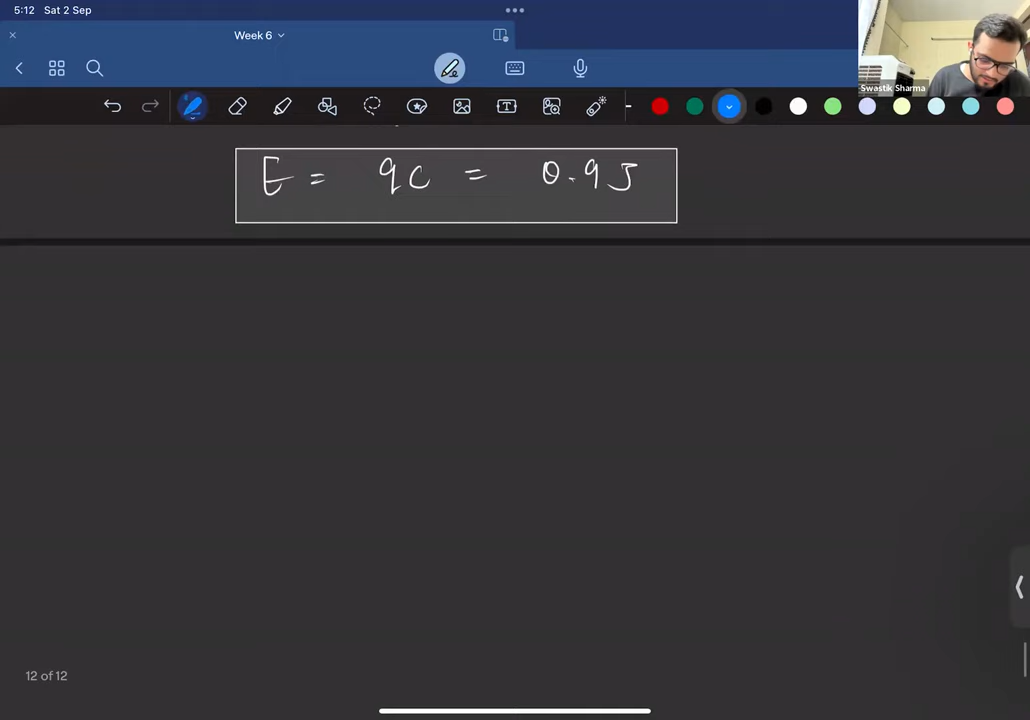 5:12 Sat 2 Sep
Week 6
Swastik Sharma
E = 9C = 0.9J
12 of 12